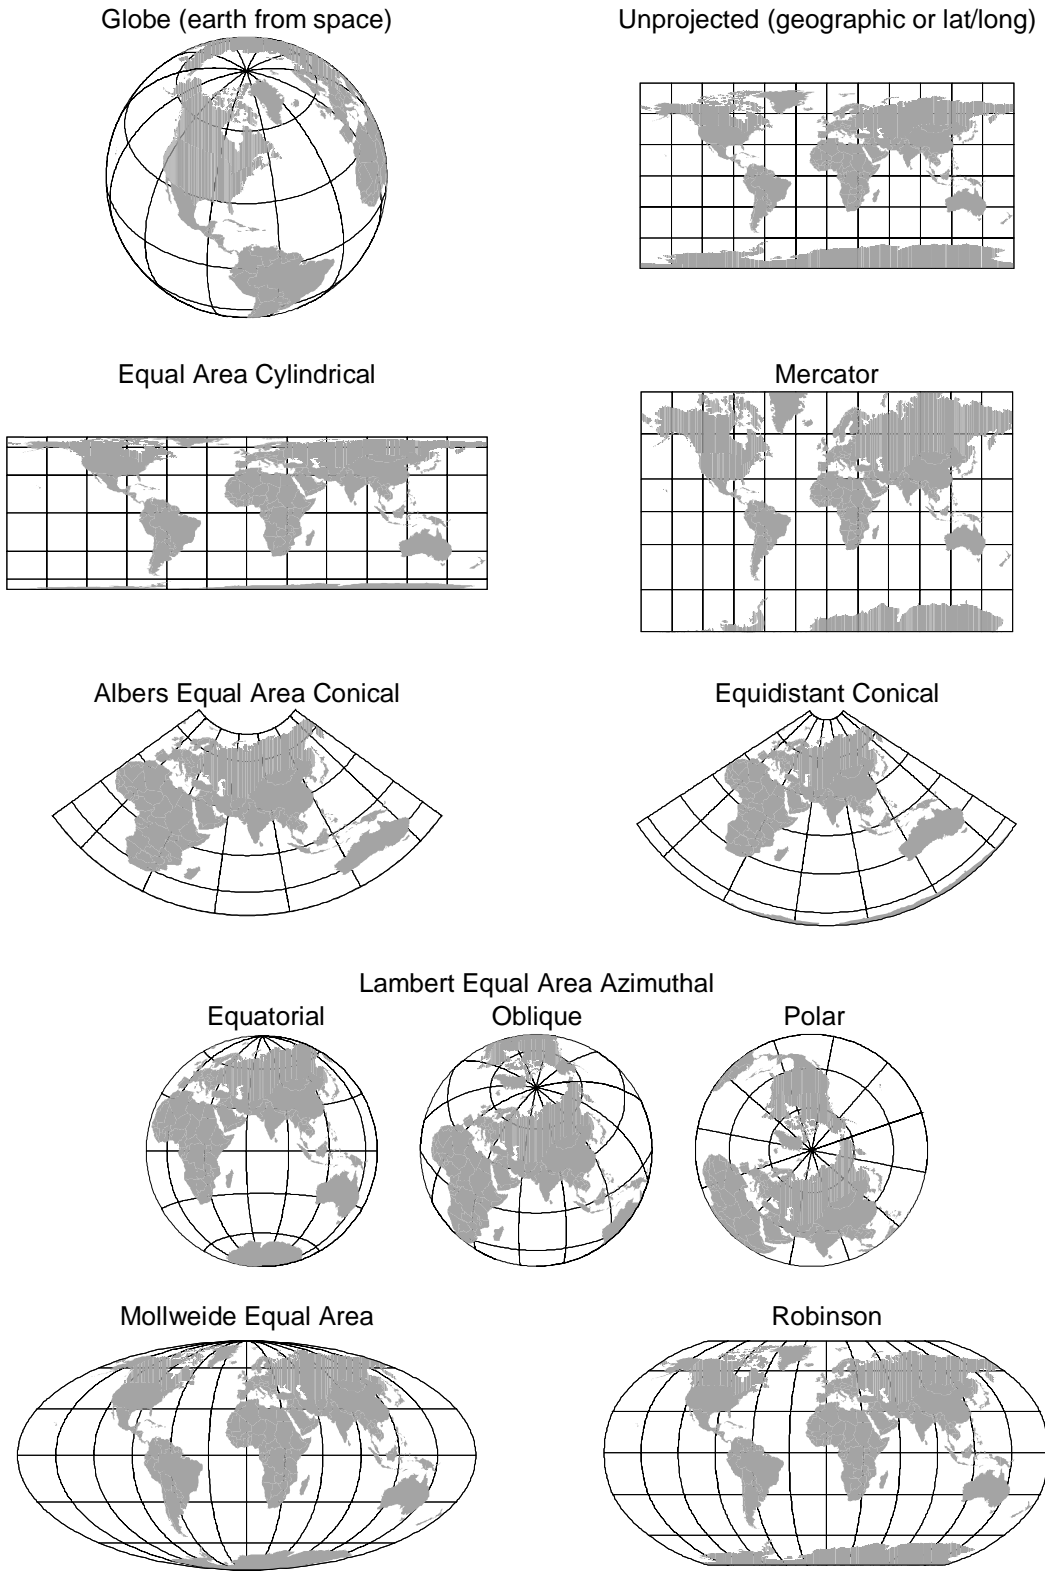 Globe (earth from space)
Unprojected (geographic or lat/long)
Equal Area Cylindrical
Mercator
Albers Equal Area Conical
Equidistant Conical
Lambert Equal Area Azimuthal
Equatorial
Oblique
Polar
Mollweide Equal Area
Robinson